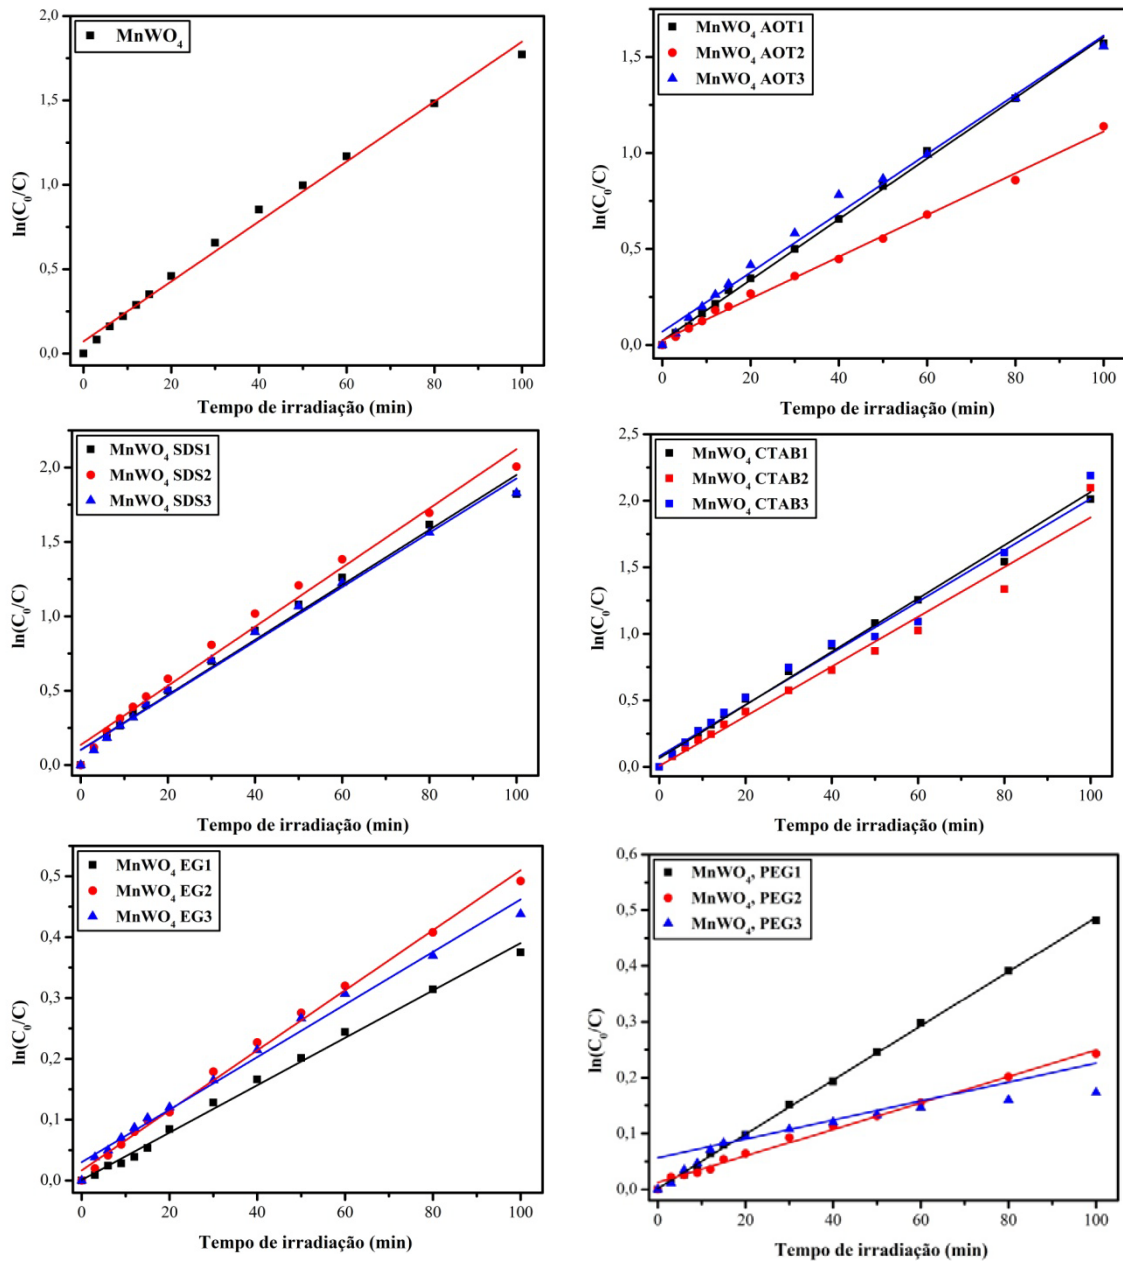 MnWO₄
2,0
1,5
1,0
0,5
0,0
ln(C₀/C)
0 20 40 60 80 100
Tempo de irradiação (min)
MnWO₄ AOT1
MnWO₄ AOT2
MnWO₄ AOT3
1,5
1,0
0,5
0,0
ln(C₀/C)
0 20 40 60 80 100
Tempo de irradiação (min)
MnWO₄ SDS1
MnWO₄ SDS2
MnWO₄ SDS3
2,0
1,5
1,0
0,5
0,0
ln(C₀/C)
0 20 40 60 80 100
Tempo de irradiação (min)
MnWO₄ CTAB1
MnWO₄ CTAB2
MnWO₄ CTAB3
2,5
2,0
1,5
1,0
0,5
0,0
ln(C₀/C)
0 20 40 60 80 100
Tempo de irradiação (min)
MnWO₄ EG1
MnWO₄ EG2
MnWO₄ EG3
0,5
0,4
0,3
0,2
0,1
0,0
ln(C₀/C)
0 20 40 60 80 100
Tempo de irradiação (min)
MnWO₄, PEG1
MnWO₄, PEG2
MnWO₄, PEG3
0,6
0,5
0,4
0,3
0,2
0,1
0,0
ln(C₀/C)
0 20 40 60 80 100
Tempo de irradiação (min)